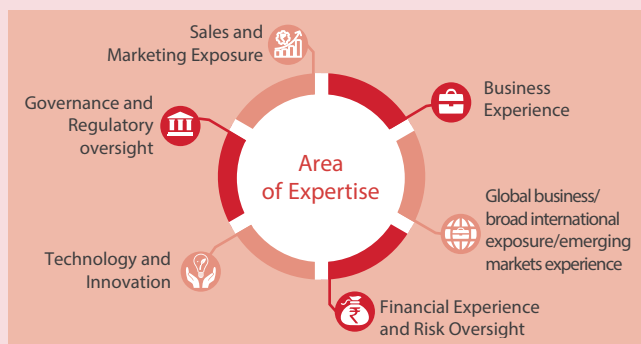 Sales and
Marketing Exposure
Business
Experience
Governance and
Regulatory
oversight
Area
of Expertise
Global business/
broad international
exposure/emerging
markets experience
Technology and
Innovation
Financial Experience
and Risk Oversight
₹